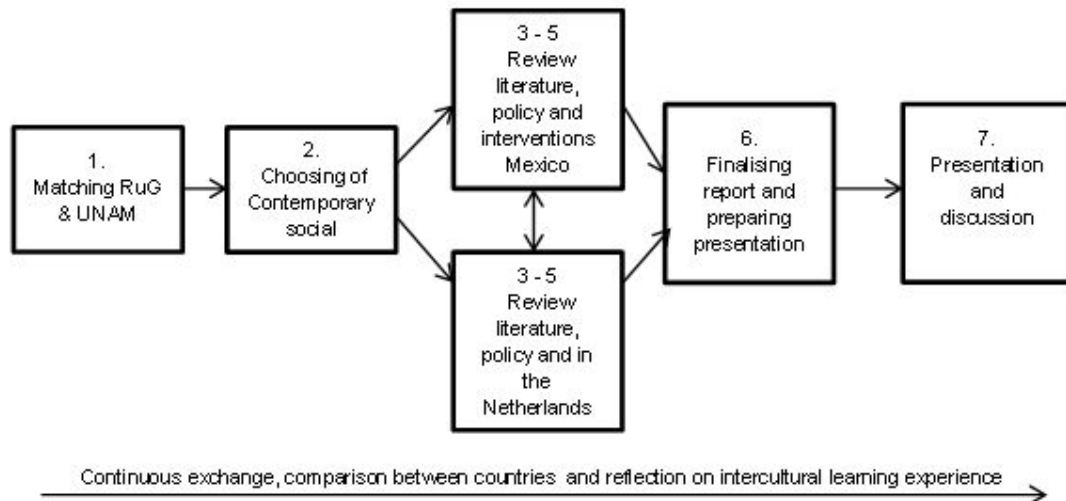 1.
Matching RuG
& UNAM
2.
Choosing of
Contemporary
social
3 - 5
Review
literature,
policy and
interventions
Mexico
3 - 5
Review
literature,
policy and in
the
Netherlands
6.
Finalising
report and
preparing
presentation
7.
Presentation
and
discussion
Continuous exchange, comparison between countries and reflection on intercultural learning experience